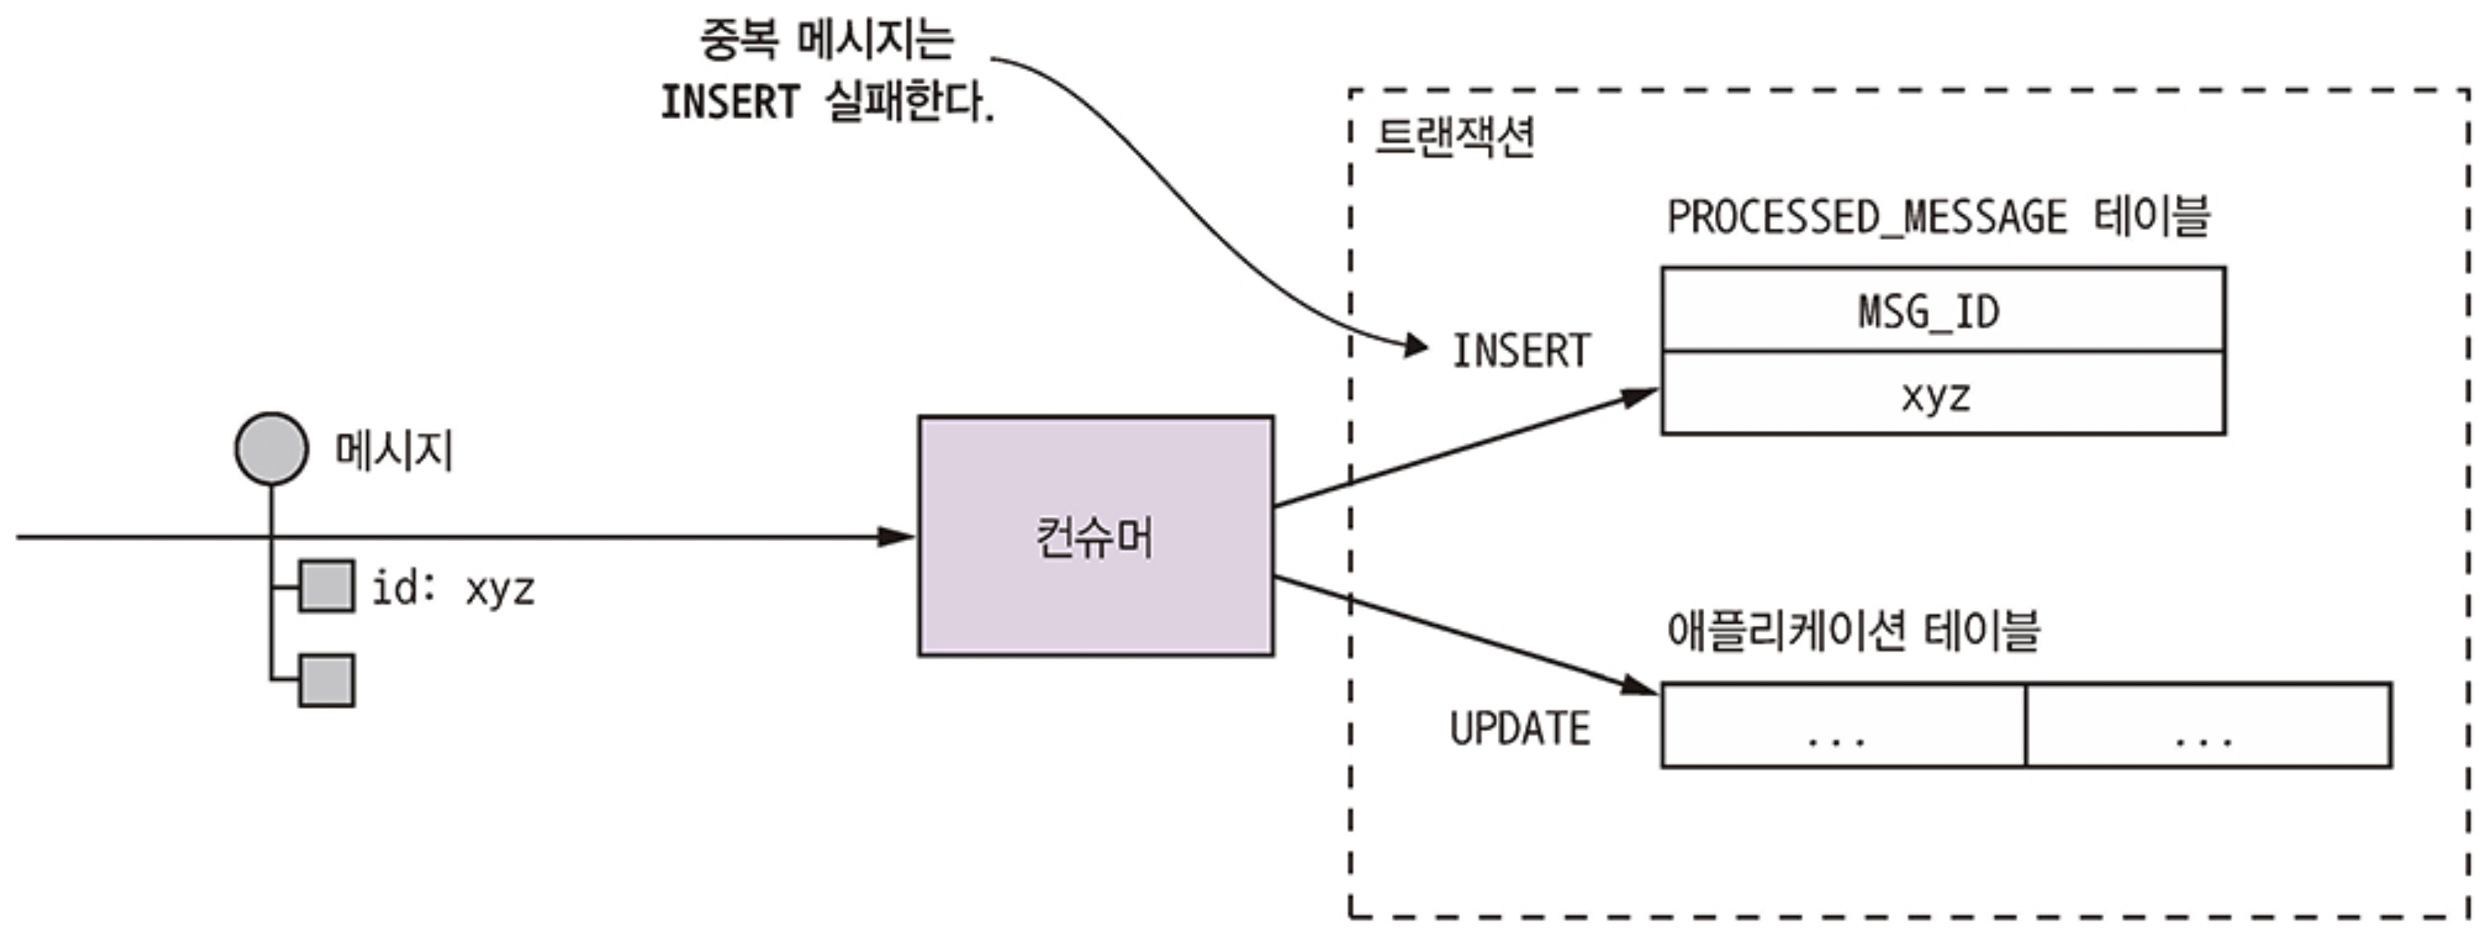 중복 메시지는
INSERT 실패한다.
트랜잭션
PROCESSED_MESSAGE 테이블
MSG_ID
INSERT
xyz
메시지
컨슈머
id: xyz
애플리케이션 테이블
UPDATE
...
...